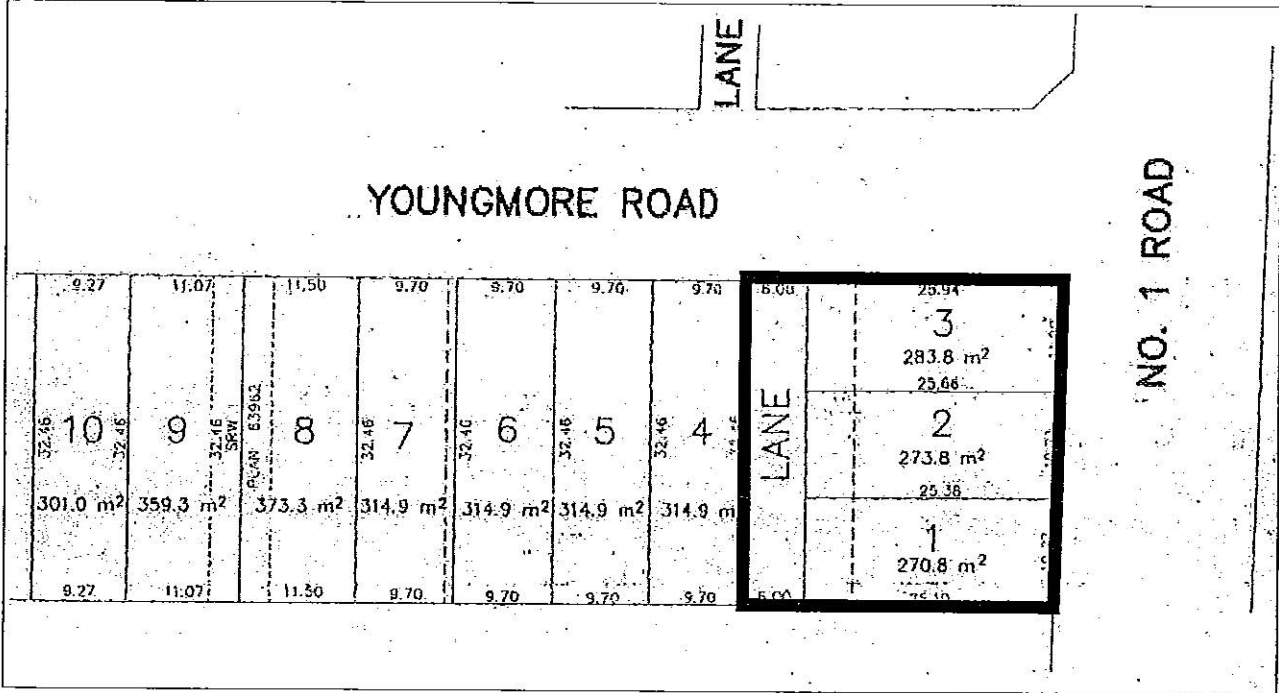 LANE
YOUNGMORE ROAD
NO. 1 ROAD
9.27 11.07 11.50 9.70 9.70 9.70 9.70 6.00 25.94
3
283.8 m²
25.66
32.46 10 32.46 9 32.46 SRW PLAN 63962 8 32.46 7 32.46 6 32.46 5 32.46 4 LANE 2
273.8 m²
25.38
301.0 m² 359.3 m² 373.3 m² 314.9 m² 314.9 m² 314.9 m² 314.9 m
1
270.8 m²
9.27 11.07 11.50 9.70 9.70 9.70 9.70 6.00